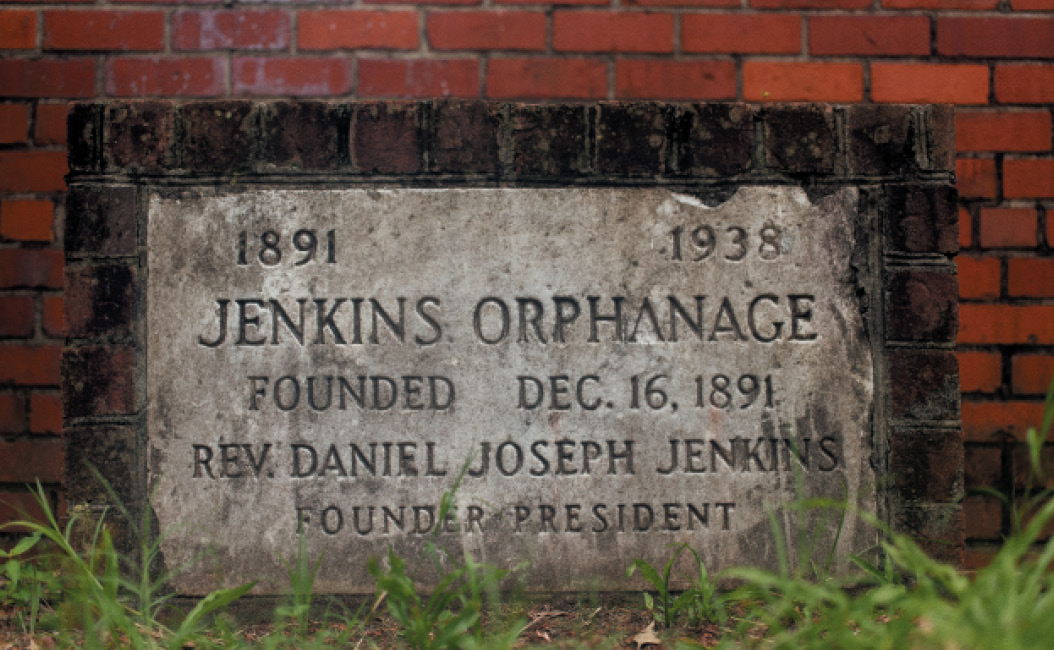 1891 1938
JENKINS ORPHANAGE
FOUNDED DEC. 16, 1891
REV. DANIEL JOSEPH JENKINS
FOUNDER PRESIDENT